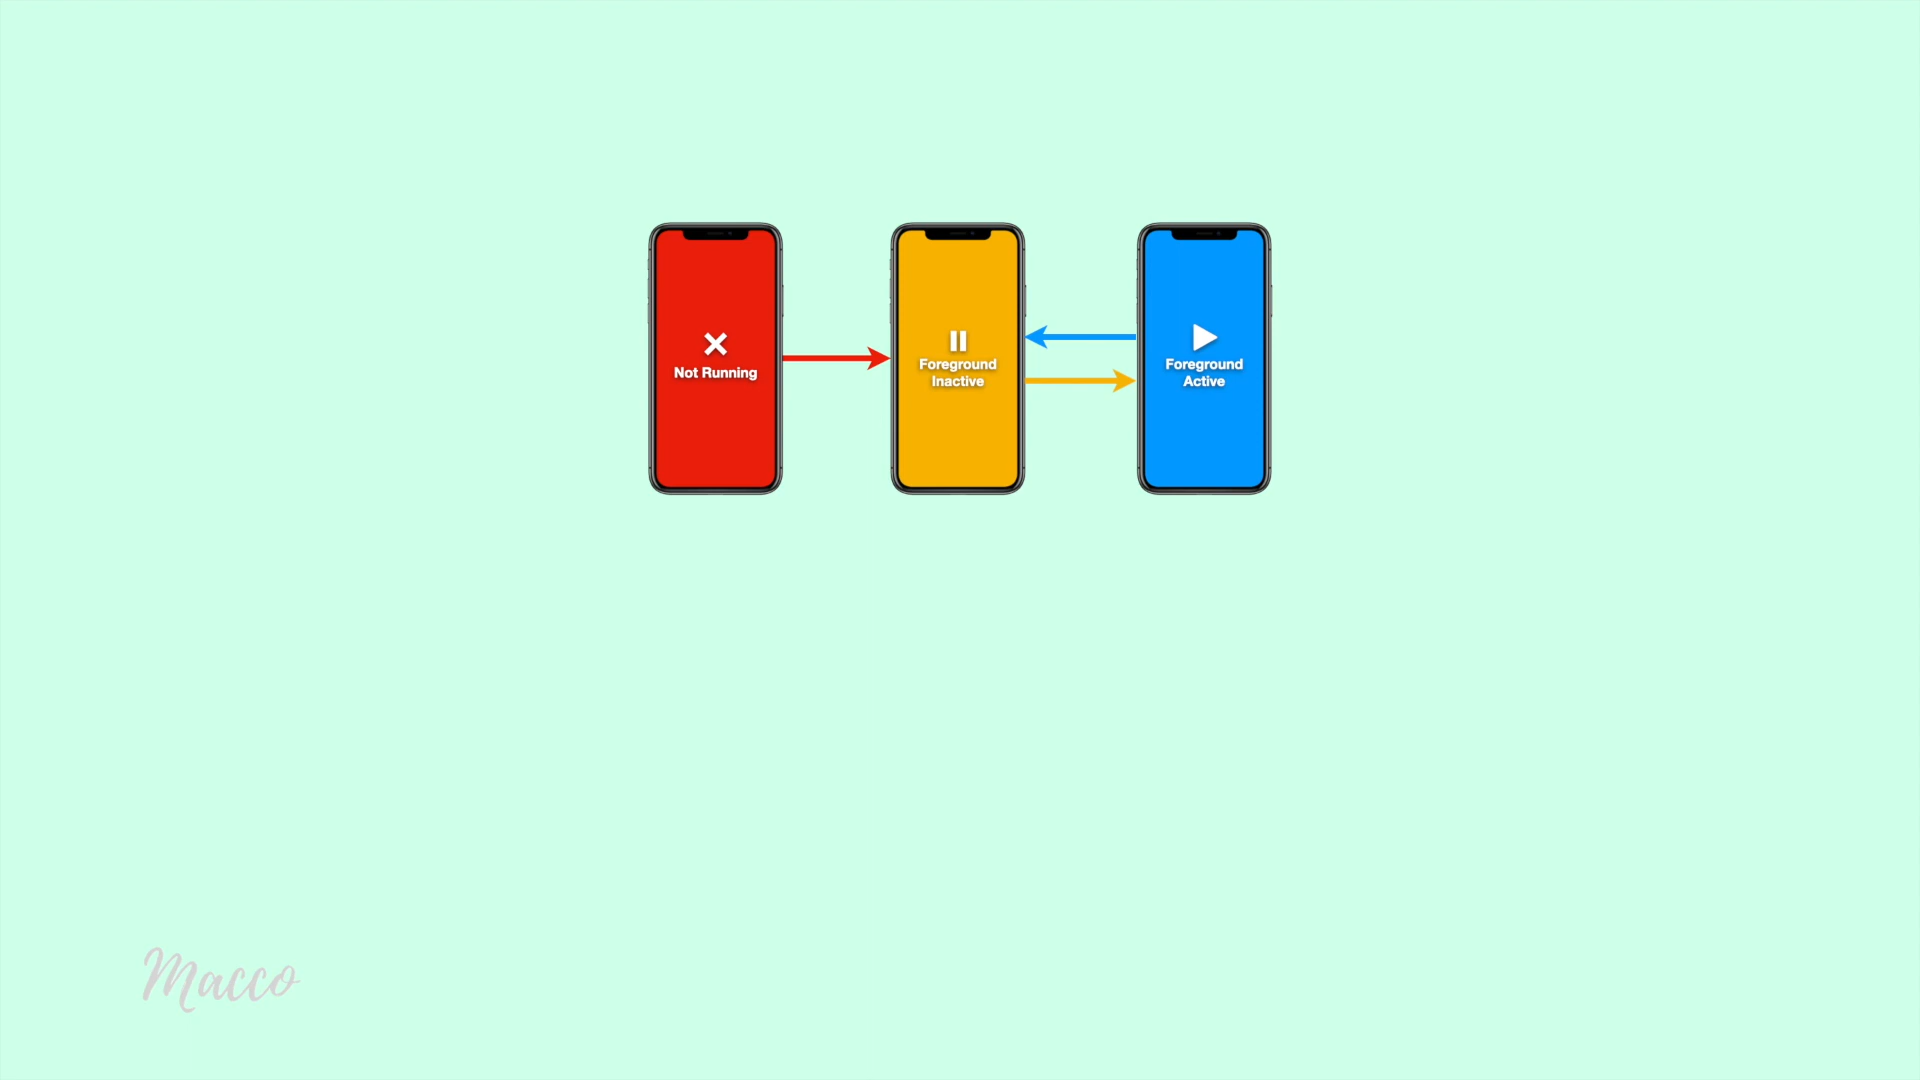 Not Running
Foreground
Inactive
Foreground
Active
Macco